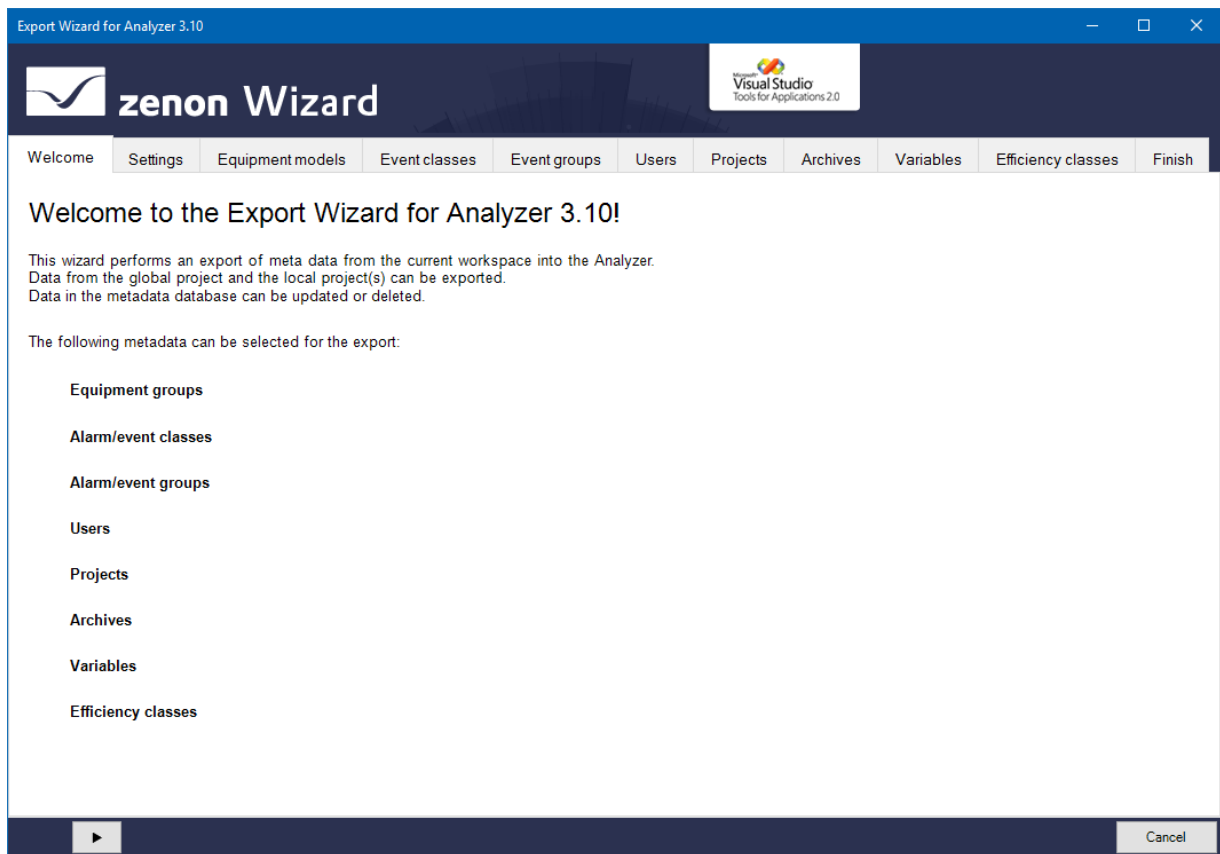 Export Wizard for Analyzer 3.10
zenon Wizard
Microsoft
Visual Studio
Tools for Applications 2.0
Welcome Settings Equipment models Event classes Event groups Users Projects Archives Variables Efficiency classes Finish
Welcome to the Export Wizard for Analyzer 3.10!
This wizard performs an export of meta data from the current workspace into the Analyzer.
Data from the global project and the local project(s) can be exported.
Data in the metadata database can be updated or deleted.
The following metadata can be selected for the export:
Equipment groups
Alarm/event classes
Alarm/event groups
Users
Projects
Archives
Variables
Efficiency classes
Cancel